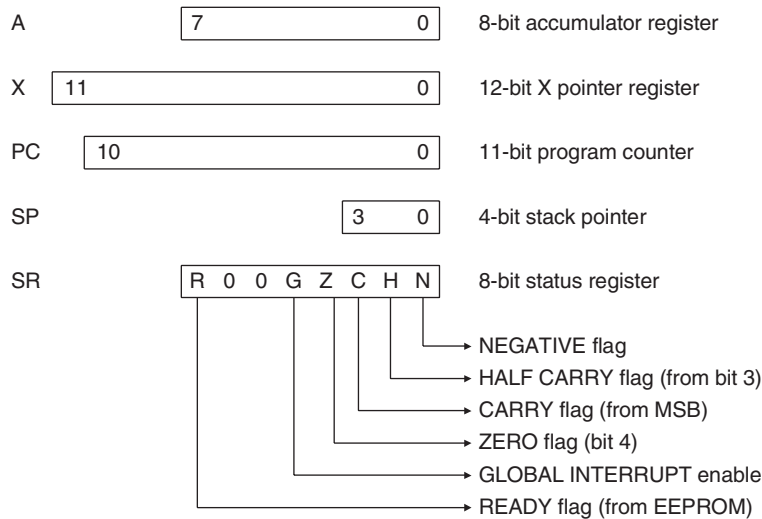 A 7 0 8-bit accumulator register
X 11 0 12-bit X pointer register
PC 10 0 11-bit program counter
SP 3 0 4-bit stack pointer
SR R 0 0 G Z C H N 8-bit status register
NEGATIVE flag
HALF CARRY flag (from bit 3)
CARRY flag (from MSB)
ZERO flag (bit 4)
GLOBAL INTERRUPT enable
READY flag (from EEPROM)